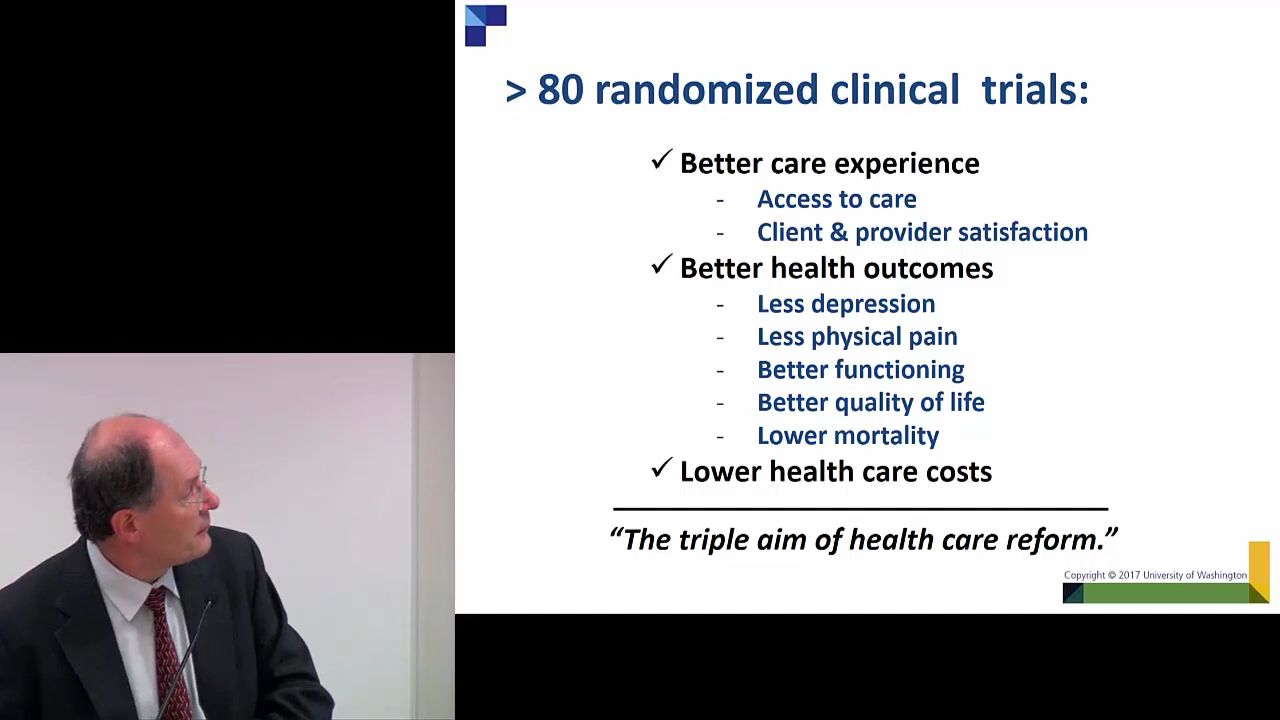 > 80 randomized clinical  trials:
✓ Better care experience
- Access to care
- Client & provider satisfaction
✓ Better health outcomes
- Less depression
- Less physical pain
- Better functioning
- Better quality of life
- Lower mortality
✓ Lower health care costs
“The triple aim of health care reform.”
Copyright © 2017 University of Washington